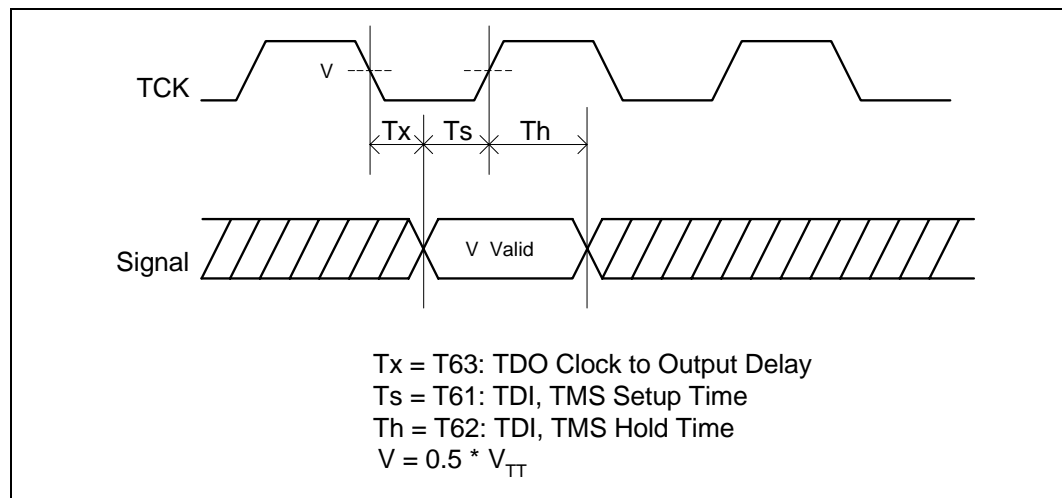 V
TCK
Tx Ts Th
Signal
V Valid
Tx = T63: TDO Clock to Output Delay
Ts = T61: TDI, TMS Setup Time
Th = T62: TDI, TMS Hold Time
V = 0.5 * VTT